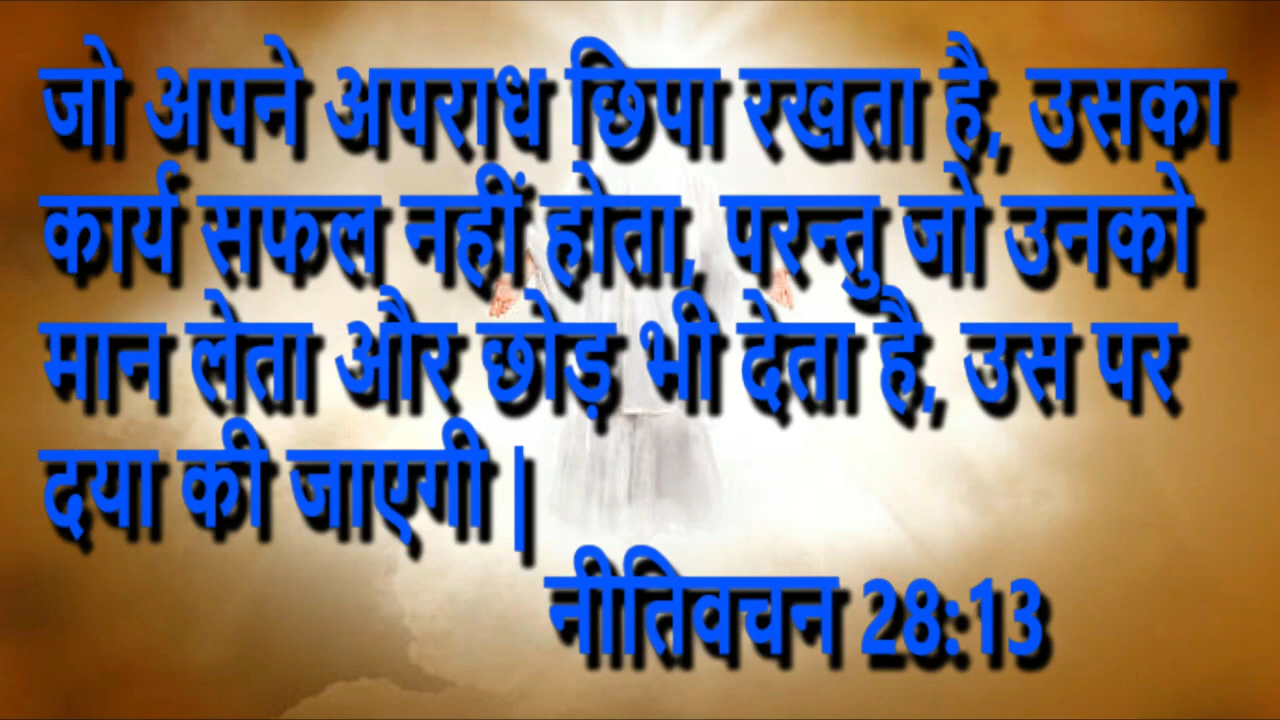 जो अपने अपराध छिपा रखता है, उसका
कार्य सफल नहीं होता, परन्तु जो उनको
मान लेता और छोड़ भी देता है, उस पर
दया की जाएगी |
नीतिवचन 28:13